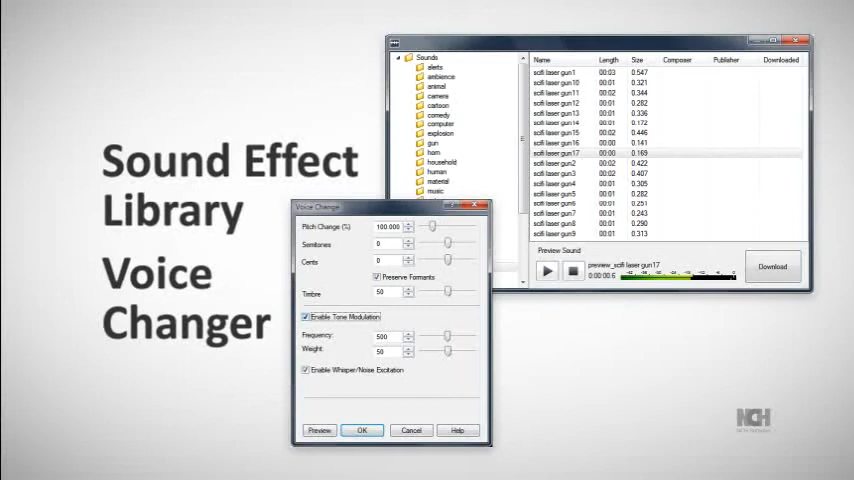 Sound Effect
Library
Voice
Changer
Sounds
alerts
ambience
animal
camera
cartoon
comedy
computer
explosion
gun
horn
household
human
material
music
Name Length Size Composer Publisher Downloaded
scifi laser gun1 00:03 0.547
scifi laser gun10 00:01 0.321
scifi laser gun11 00:02 0.344
scifi laser gun12 00:01 0.282
scifi laser gun13 00:01 0.336
scifi laser gun14 00:01 0.172
scifi laser gun15 00:02 0.446
scifi laser gun16 00:00 0.141
scifi laser gun17 00:00 0.169
scifi laser gun2 00:02 0.422
scifi laser gun3 00:02 0.407
scifi laser gun4 00:01 0.305
scifi laser gun5 00:01 0.282
scifi laser gun6 00:01 0.251
scifi laser gun7 00:01 0.243
scifi laser gun8 00:01 0.290
scifi laser gun9 00:01 0.313
Preview Sound
preview_scifi laser gun17
0:00:00.6
Download
Voice Change
Pitch Change (%) 100.000
Semitones 0
Cents 0
Preserve Formants
Timbre 50
Enable Tone Modulation
Frequency: 500
Weight: 50
Enable Whisper/Noise Excitation
Preview OK Cancel Help
NCH